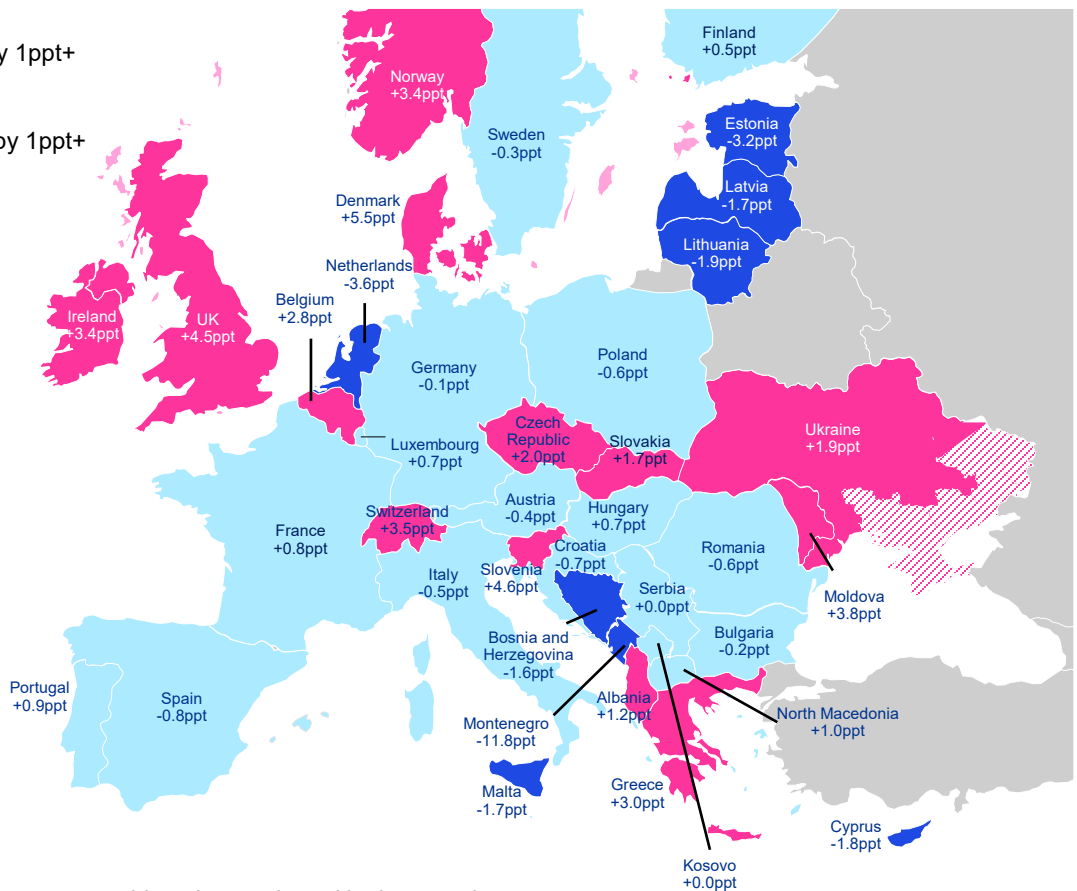 y 1ppt+
by 1ppt+
Finland
+0.5ppt
Norway
+3.4ppt
Sweden
-0.3ppt
Estonia
-3.2ppt
Latvia
-1.7ppt
Lithuania
-1.9ppt
Denmark
+5.5ppt
Netherlands
-3.6ppt
Belgium
+2.8ppt
Ireland
+3.4ppt
UK
+4.5ppt
Germany
-0.1ppt
Poland
-0.6ppt
Czech
Republic
+2.0ppt
Slovakia
+1.7ppt
Ukraine
+1.9ppt
Luxembourg
+0.7ppt
Austria
-0.4ppt
Hungary
+0.7ppt
Switzerland
+3.5ppt
France
+0.8ppt
Croatia
-0.7ppt
Romania
-0.6ppt
Slovenia
+4.6ppt
Italy
-0.5ppt
Serbia
+0.0ppt
Moldova
+3.8ppt
Bosnia and
Herzegovina
-1.6ppt
Bulgaria
-0.2ppt
Portugal
+0.9ppt
Spain
-0.8ppt
Albania
+1.2ppt
Montenegro
-11.8ppt
North Macedonia
+1.0ppt
Malta
-1.7ppt
Greece
+3.0ppt
Cyprus
-1.8ppt
Kosovo
+0.0ppt